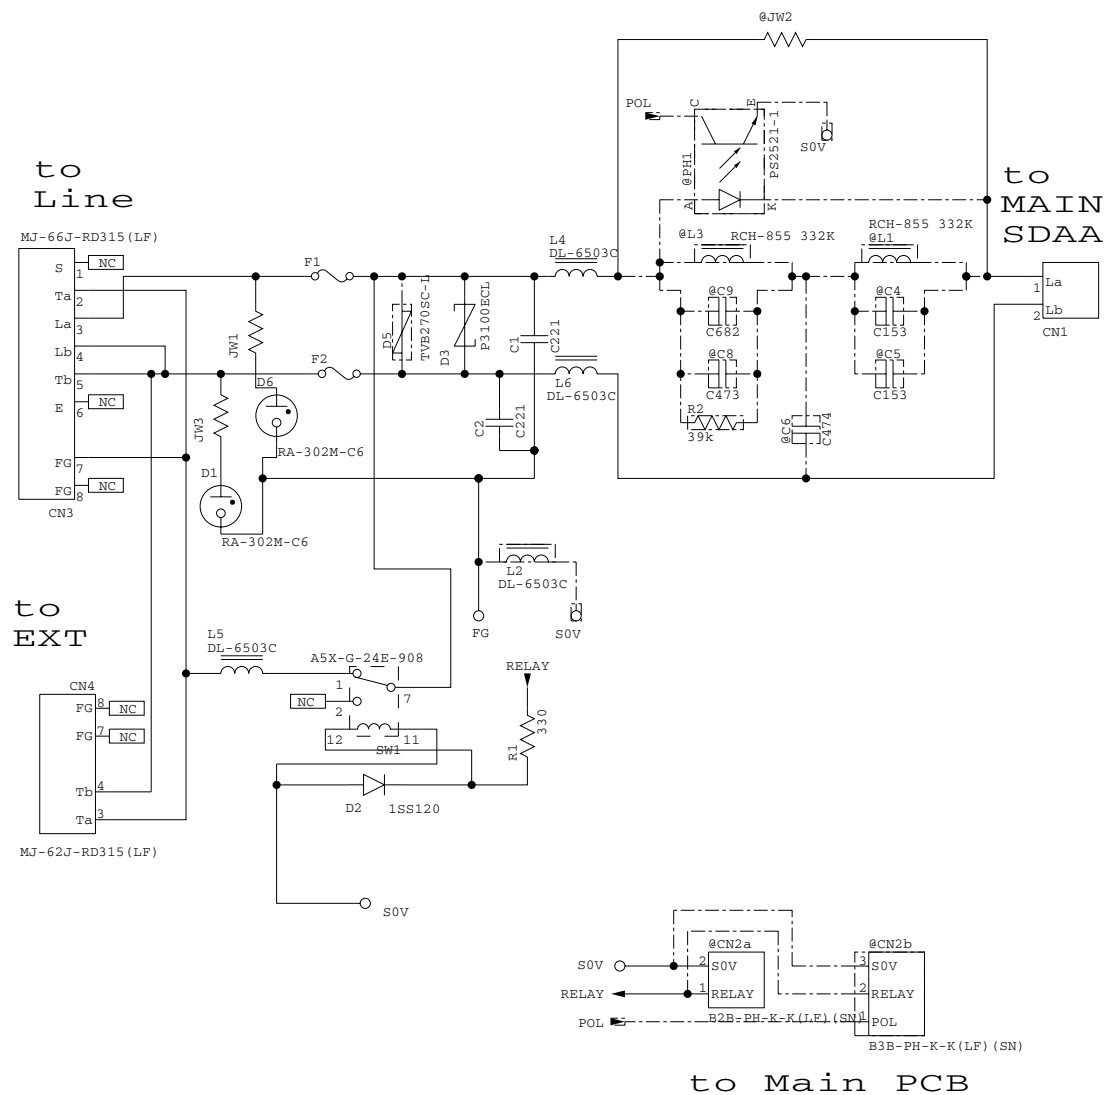 @JW2
POL
C
E
@PH1
PS2521-1
S0V
A
K
to
Line
to
MAIN
SDAA
MJ-66J-RD315(LF)
S
1
NC
Ta
2
La
3
Lb
4
Tb
5
E
6
NC
FG
7
FG
8
NC
CN3
F1
F2
JW1
JW3
D6
RA-302M-C6
D1
RA-302M-C6
D5
TVB270SC-L
D3
P3100ECL
C1
C221
C2
C221
L4
DL-6503C
L6
DL-6503C
@L3
RCH-855 332K
RCH-855 332K
@L1
@C9
C682
@C8
C473
R2
39k
@C4
C153
@C5
C153
@C6
C474
La
1
Lb
2
CN1
L2
DL-6503C
FG
S0V
to
EXT
L5
DL-6503C
A5X-G-24E-908
1
7
NC
2
12
11
SW1
RELAY
R1
330
D2
1SS120
CN4
FG
8
NC
FG
7
NC
Tb
4
Ta
3
MJ-62J-RD315(LF)
S0V
@CN2a
@CN2b
S0V
2
S0V
3
S0V
RELAY
1
RELAY
2
RELAY
POL
B2B-PH-K-K(LF)(SN)
1
POL
B3B-PH-K-K(LF)(SN)
to Main PCB